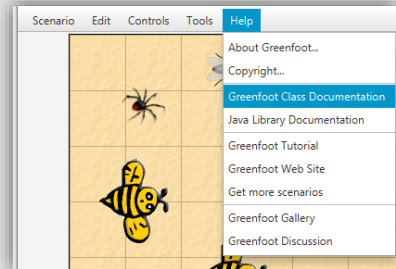 Scenario Edit Controls Tools Help
About Greenfoot...
Copyright...
Greenfoot Class Documentation
Java Library Documentation
Greenfoot Tutorial
Greenfoot Web Site
Get more scenarios
Greenfoot Gallery
Greenfoot Discussion